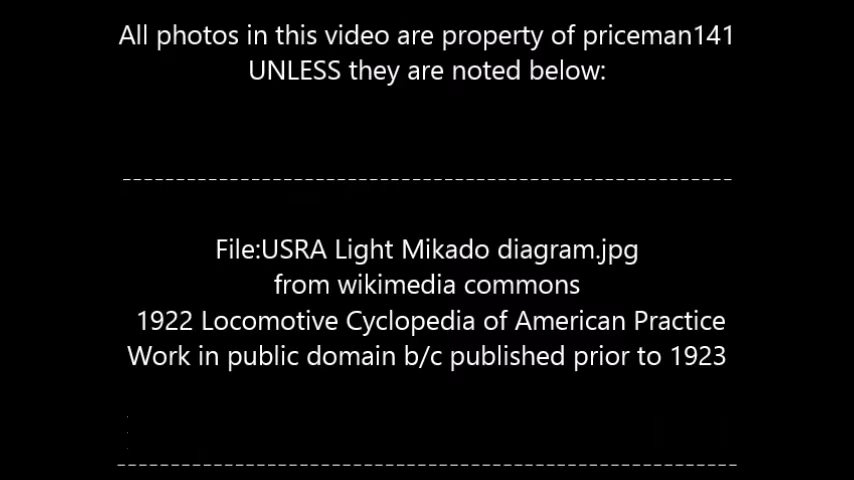 All photos in this video are property of priceman141
UNLESS they are noted below:
---------------------------------------------------------
File:USRA Light Mikado diagram.jpg
from wikimedia commons
1922 Locomotive Cyclopedia of American Practice
Work in public domain b/c published prior to 1923
----------------------------------------------------------